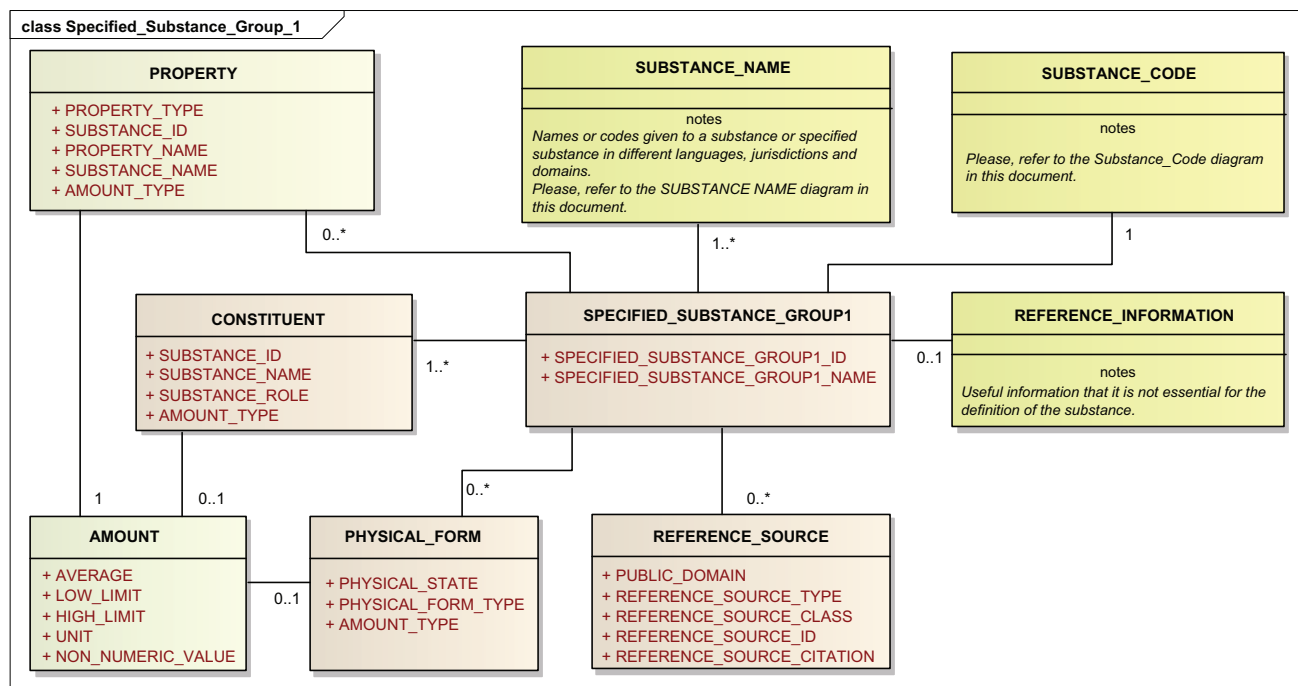 class Specified_Substance_Group_1
PROPERTY
+ PROPERTY_TYPE
+ SUBSTANCE_ID
+ PROPERTY_NAME
+ SUBSTANCE_NAME
+ AMOUNT_TYPE
SUBSTANCE_NAME
notes
Names or codes given to a substance or specified
substance in different languages, jurisdictions and
domains.
Please, refer to the SUBSTANCE NAME diagram in
this document.
SUBSTANCE_CODE
notes
Please, refer to the Substance_Code diagram
in this document.
0..*
1..*
1
CONSTITUENT
+ SUBSTANCE_ID
+ SUBSTANCE_NAME
+ SUBSTANCE_ROLE
+ AMOUNT_TYPE
1..*
SPECIFIED_SUBSTANCE_GROUP1
+ SPECIFIED_SUBSTANCE_GROUP1_ID
+ SPECIFIED_SUBSTANCE_GROUP1_NAME
0..1
REFERENCE_INFORMATION
notes
Useful information that it is not essential for the
definition of the substance.
1
0..1
0..*
0..*
AMOUNT
+ AVERAGE
+ LOW_LIMIT
+ HIGH_LIMIT
+ UNIT
+ NON_NUMERIC_VALUE
0..1
PHYSICAL_FORM
+ PHYSICAL_STATE
+ PHYSICAL_FORM_TYPE
+ AMOUNT_TYPE
REFERENCE_SOURCE
+ PUBLIC_DOMAIN
+ REFERENCE_SOURCE_TYPE
+ REFERENCE_SOURCE_CLASS
+ REFERENCE_SOURCE_ID
+ REFERENCE_SOURCE_CITATION